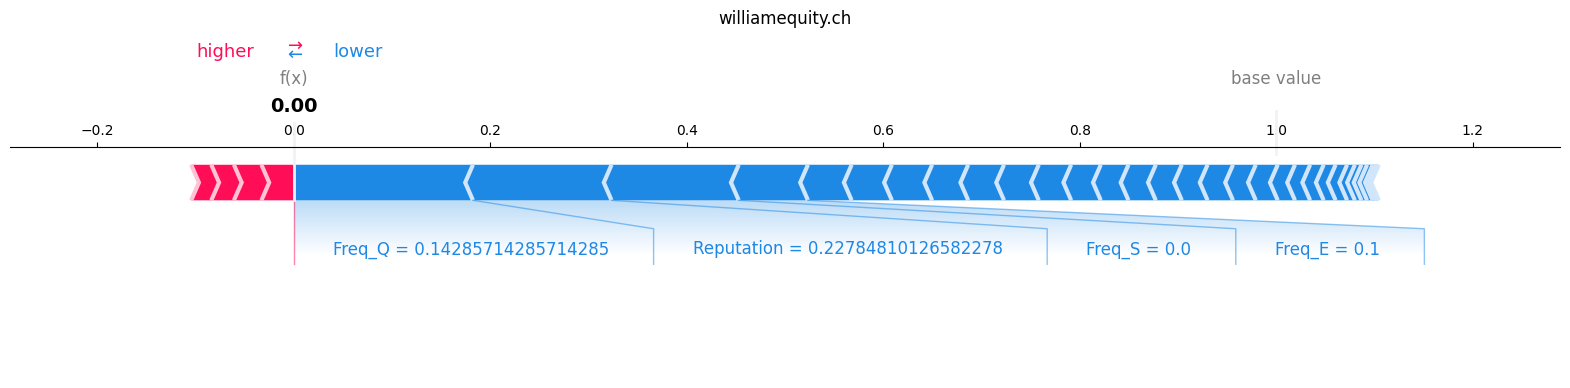 williamequity.ch
higher ⇄ lower
f(x) base value
0.00
−0.2 0 0 0.2 0.4 0.6 0.8 1 0 1.2
Freq_Q = 0.14285714285714285 Reputation = 0.22784810126582278 Freq_S = 0.0 Freq_E = 0.1